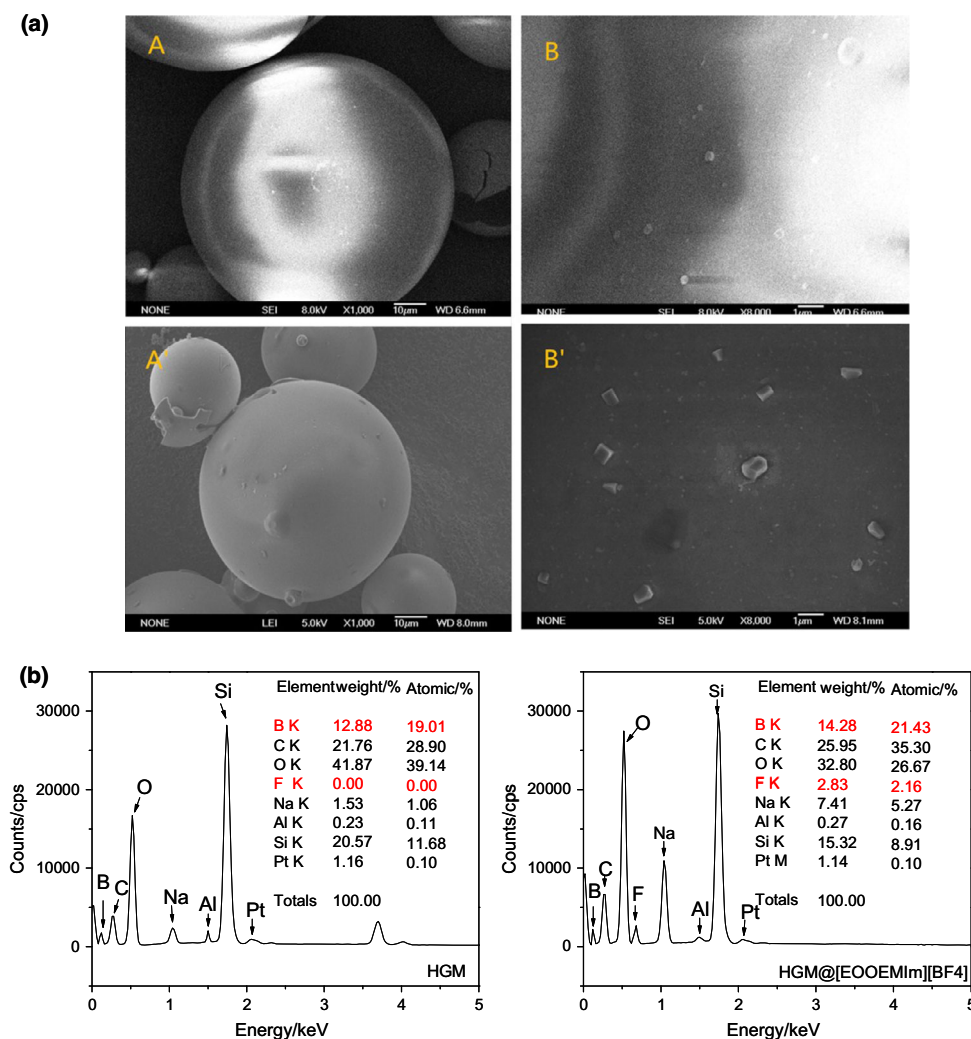 (a)
A
NONE SEI 8.0kV X1,000 10µm WD 6.6mm
B
NONE SEI 8.0kV X8,000 1µm WD 6.6mm
A'
NONE LEI 5.0kV X1,000 10µm WD 8.0mm
B'
NONE SEI 5.0kV X8,000 1µm WD 8.1mm
(b)
Counts/cps
30000
20000
10000
0
0 1 2 3 4 5
Energy/keV
B
C
O
Na
Al
Si
Pt
Element weight/% Atomic/%
B K 12.88 19.01
C K 21.76 28.90
O K 41.87 39.14
F K 0.00 0.00
Na K 1.53 1.06
Al K 0.23 0.11
Si K 20.57 11.68
Pt K 1.16 0.10
Totals 100.00
HGM
Counts/cps
30000
20000
10000
0
0 1 2 3 4 5
Energy/keV
B
C
O
F
Na
Al
Si
Pt
Element weight/% Atomic/%
B K 14.28 21.43
C K 25.95 35.30
O K 32.80 26.67
F K 2.83 2.16
Na K 7.41 5.27
Al K 0.27 0.16
Si K 15.32 8.91
Pt M 1.14 0.10
Totals 100.00
HGM@[EOOEMIm][BF4]